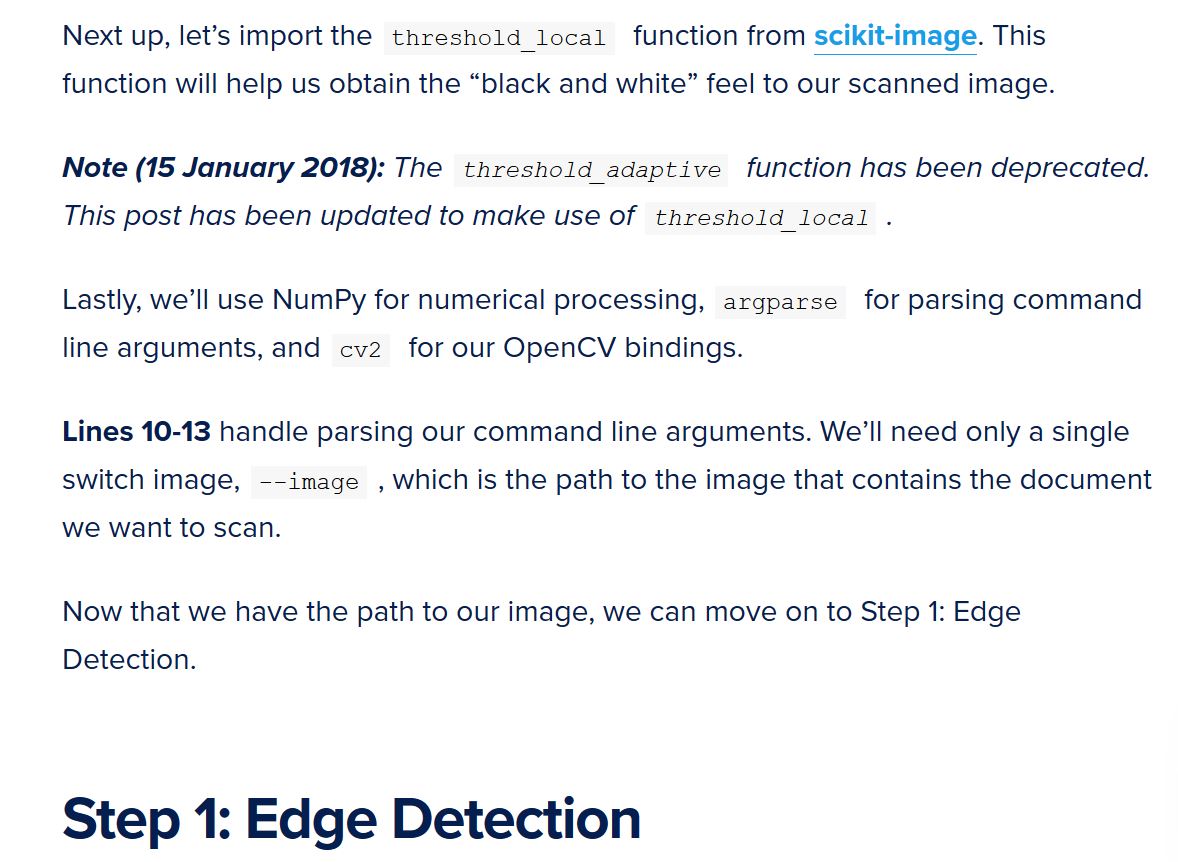 Next up, let’s import the threshold_local function from scikit-image. This
function will help us obtain the “black and white” feel to our scanned image.
Note (15 January 2018): The threshold_adaptive function has been deprecated.
This post has been updated to make use of threshold_local .
Lastly, we’ll use NumPy for numerical processing, argparse for parsing command
line arguments, and cv2 for our OpenCV bindings.
Lines 10-13 handle parsing our command line arguments. We’ll need only a single
switch image, --image , which is the path to the image that contains the document
we want to scan.
Now that we have the path to our image, we can move on to Step 1: Edge
Detection.
Step 1: Edge Detection